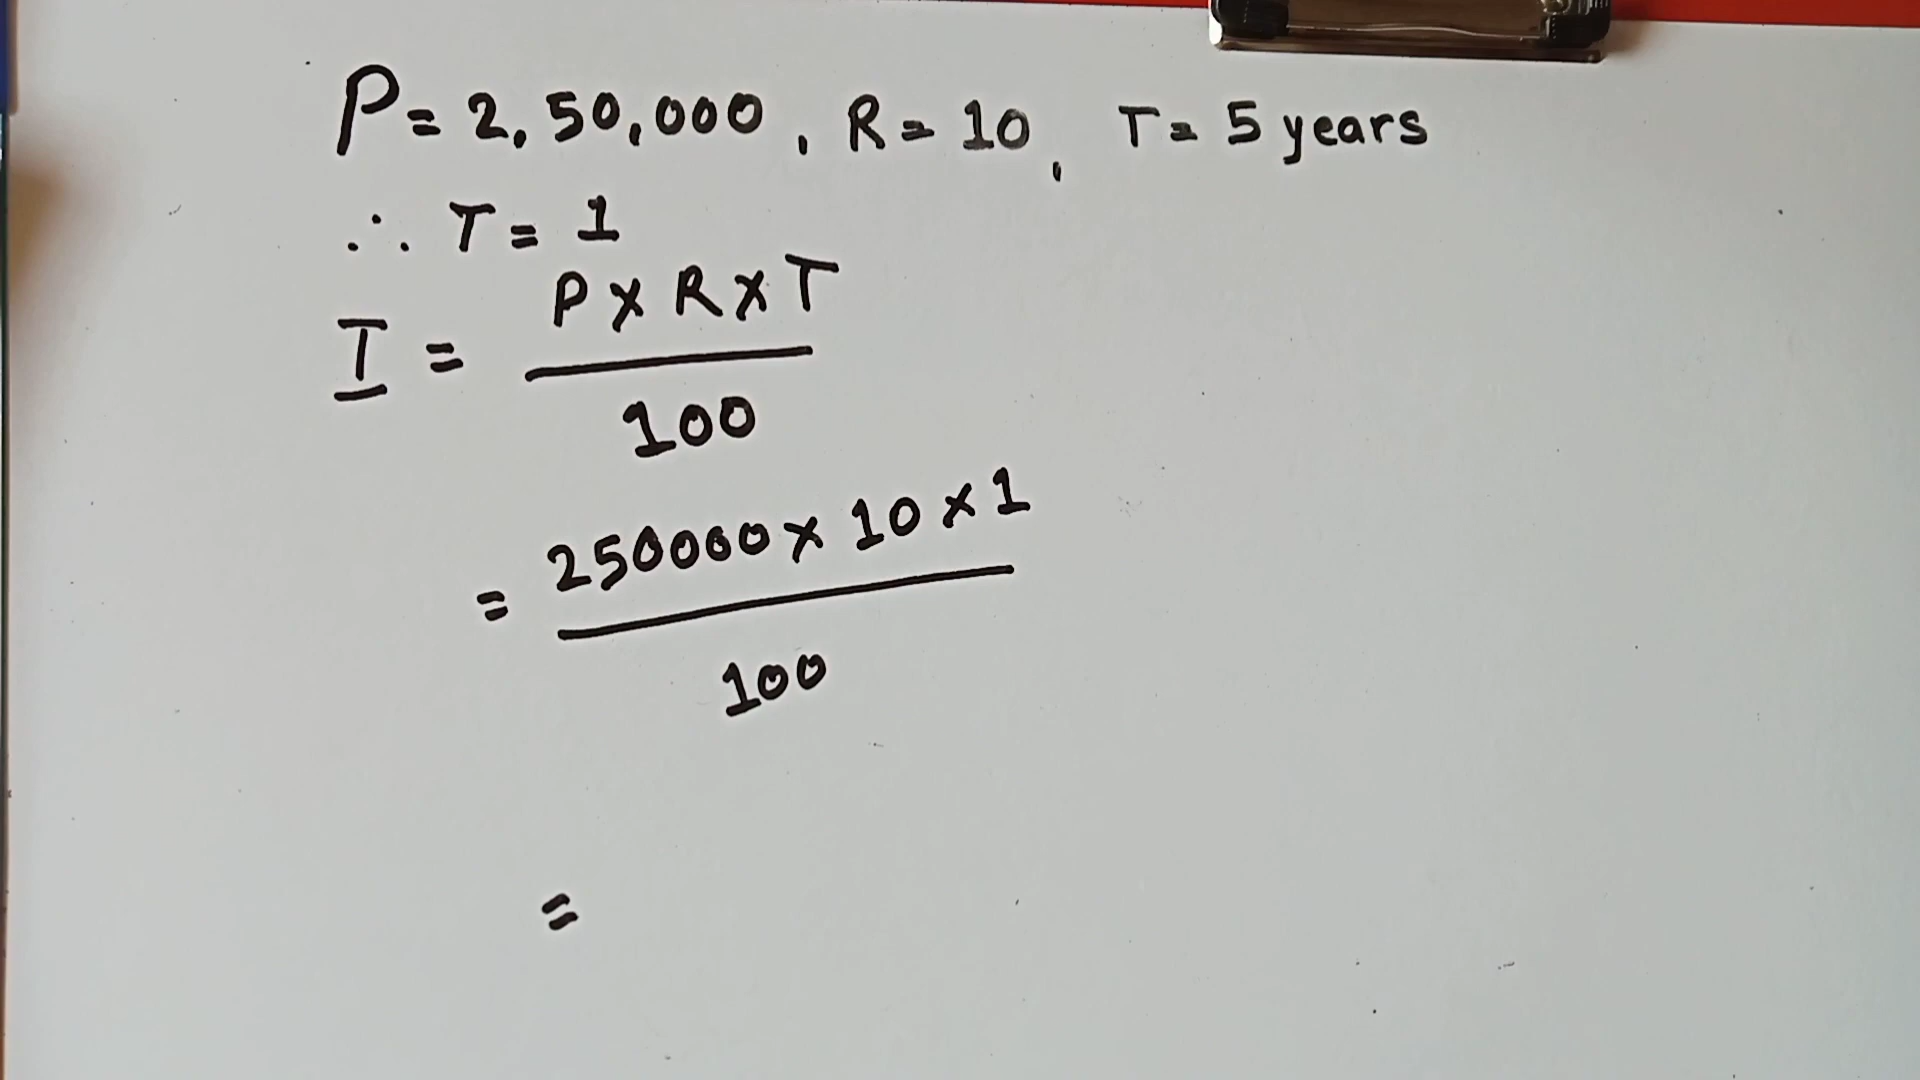 P = 2,50,000, R = 10, T = 5 years
∴ T = 1
I = P x R x T
100
= 250000 x 10 x 1
100
=